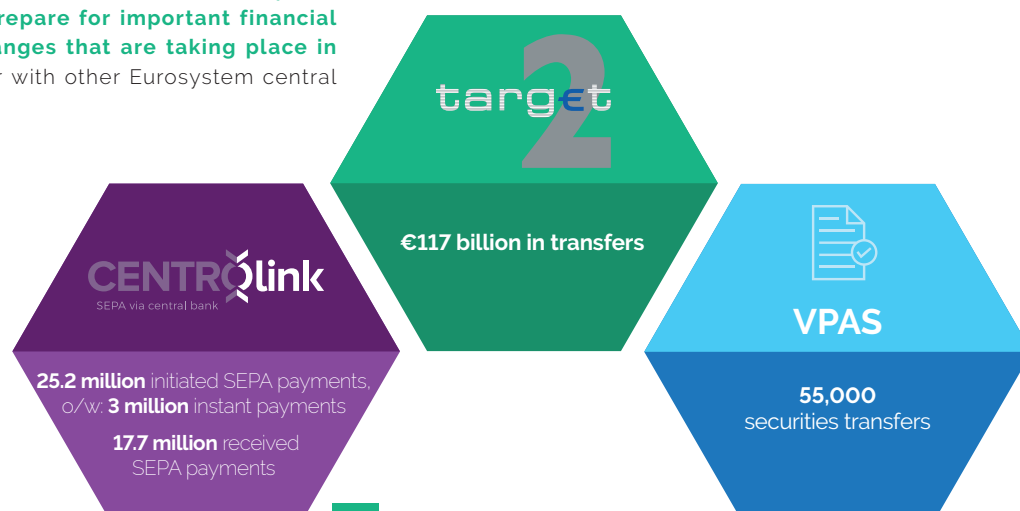 repare for important financial
anges that are taking place in
r with other Eurosystem central
target
2
€117 billion in transfers
CENTROlink
SEPA via central bank
25.2 million initiated SEPA payments,
o/w: 3 million instant payments
17.7 million received
SEPA payments
VPAS
55,000
securities transfers